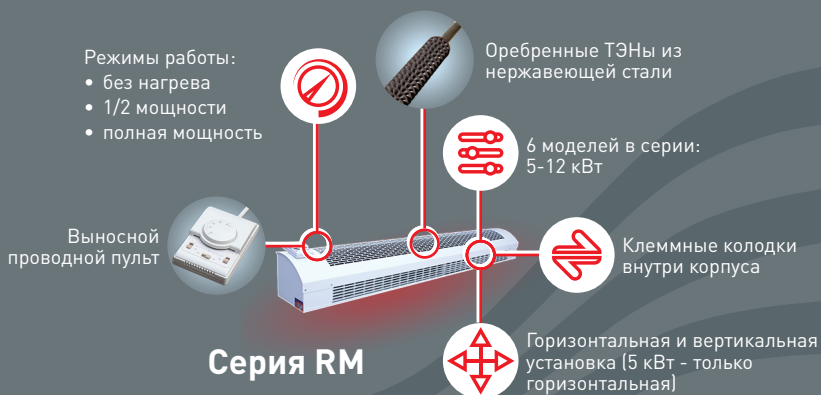 Режимы работы:
• без нагрева
• 1/2 мощности
• полная мощность
Оребренные ТЭНы из
нержавеющей стали
6 моделей в серии:
5-12 кВт
Выносной
проводной пульт
Клеммные колодки
внутри корпуса
Горизонтальная и вертикальная
установка (5 кВт - только
горизонтальная)
Серия RM